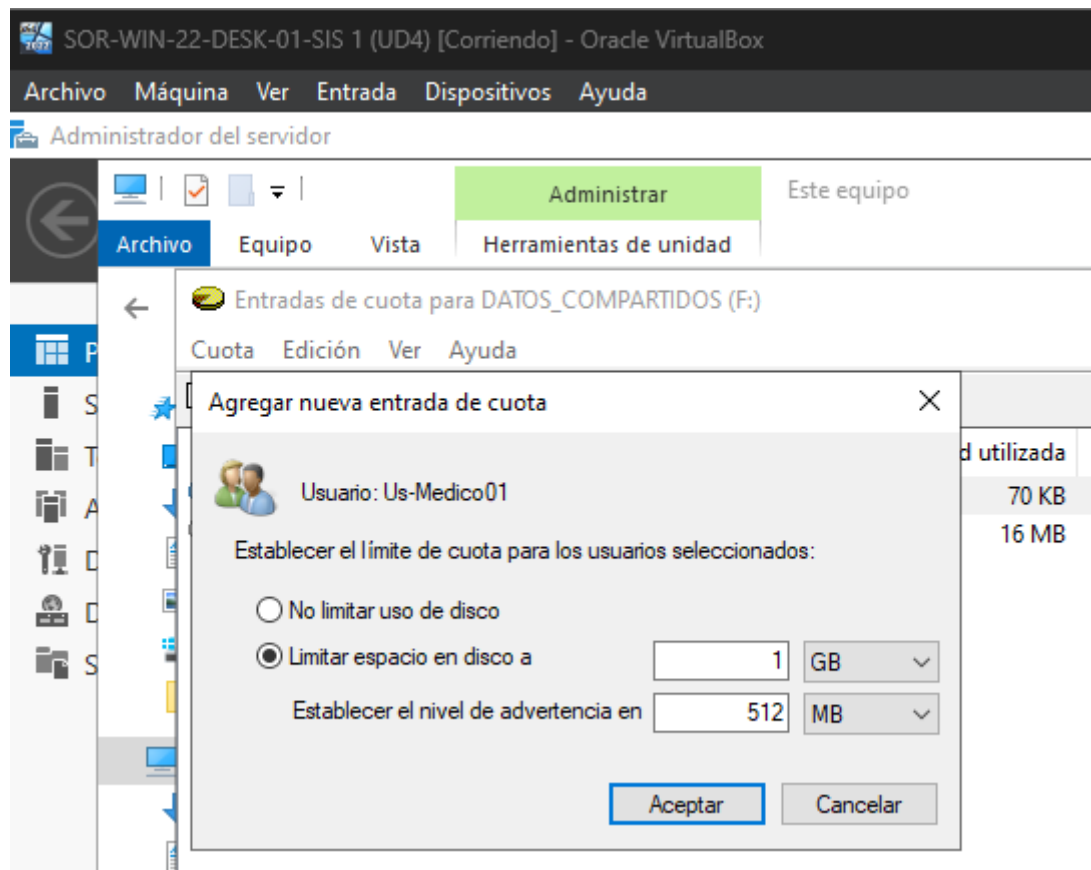 SOR-WIN-22-DESK-01-SIS 1 (UD4) [Corriendo] - Oracle VirtualBox
Archivo Máquina Ver Entrada Dispositivos Ayuda
Administrador del servidor
Administrar Este equipo
Archivo Equipo Vista Herramientas de unidad
Entradas de cuota para DATOS_COMPARTIDOS (F:)
Cuota Edición Ver Ayuda
Agregar nueva entrada de cuota
utilizada
Usuario: Us-Medico01
70 KB
16 MB
Establecer el límite de cuota para los usuarios seleccionados:
No limitar uso de disco
Limitar espacio en disco a 1 GB
Establecer el nivel de advertencia en 512 MB
Aceptar Cancelar